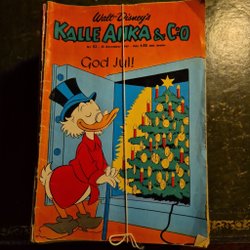 Walt Disney's
KALLE ANKA & C:O
God Jul!